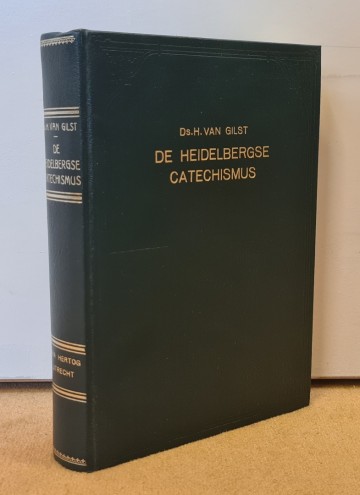 Ds. H. VAN GILST
DE HEIDELBERGSE
CATECHISMUS
H. VAN GILST
DE
HEIDELBERGSE
CATECHISMUS
HERTOG
UTRECHT